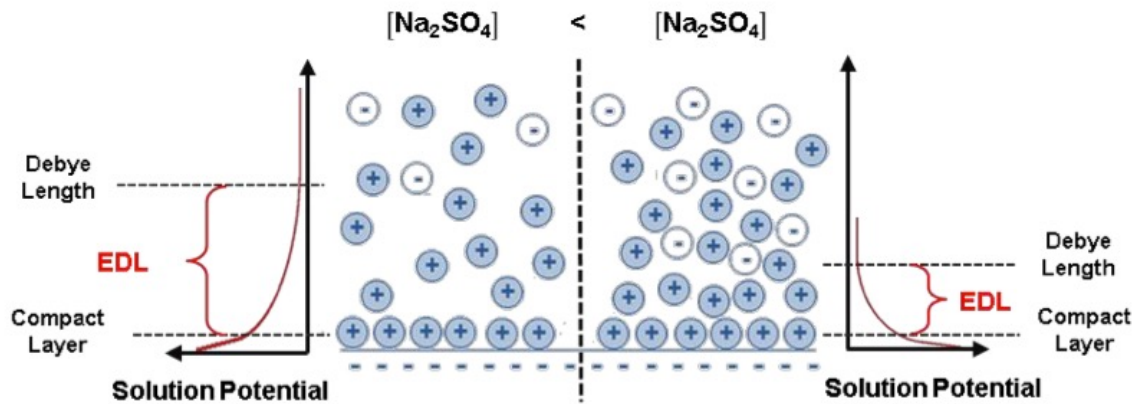 [Na₂SO₄] < [Na₂SO₄]
Debye
Length
EDL
Compact
Layer
Solution Potential
Debye
Length
EDL
Compact
Layer
Solution Potential